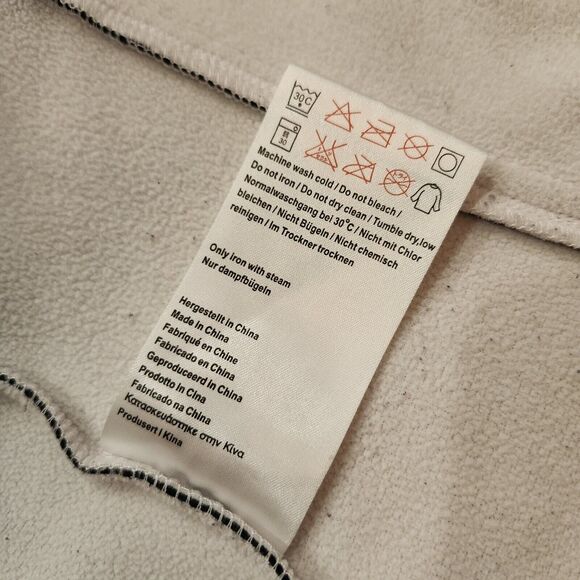 30C
30
Machine wash cold / Do not bleach /
Do not Iron / Do not dry clean / Tumble dry,low
Normalwaschgang bei 30°C / Nicht mit Chlor
bleichen / Nicht Bügeln / Nicht chemisch
reinigen / Im Trockner trocknen
Only Iron with steam
Nur dampfbügeln
Hergestellt in China
Made in China
Fabriqué en Chine
Fabricado en China
Geproduceerd in China
Prodotto in Cina
Fabricado na China
Κατασκευάστηκε στην Κίνα
Produsert i Kina